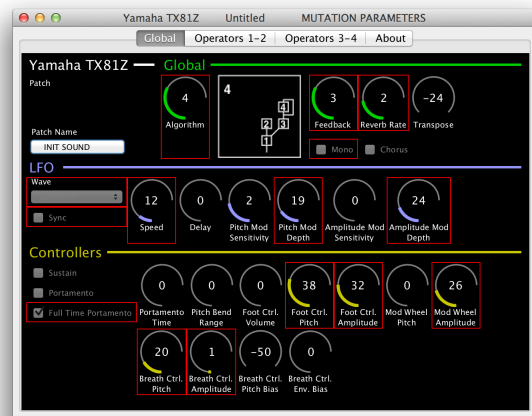 Yamaha TX81Z Untitled MUTATION PARAMETERS
Global Operators 1-2 Operators 3-4 About
Yamaha TX81Z Global
Patch
4
4
3
2
-24
4
2 3
1
Algorithm
Feedback
Reverb Rate
Transpose
Patch Name
INIT SOUND
Mono
Chorus
LFO
Wave
Sync
12
0
2
19
0
24
Speed
Delay
Pitch Mod
Sensitivity
Pitch Mod
Depth
Amplitude Mod
Sensitivity
Amplitude Mod
Depth
Controllers
Sustain
Portamento
Full Time Portamento
0
0
0
38
32
0
26
Portamento
Time
Pitch Bend
Range
Foot Ctrl.
Volume
Foot Ctrl.
Pitch
Foot Ctrl.
Amplitude
Mod Wheel
Pitch
Mod Wheel
Amplitude
20
1
-50
0
Breath Ctrl.
Pitch
Breath Ctrl.
Amplitude
Breath Ctrl.
Pitch Bias
Breath Ctrl.
Env. Bias